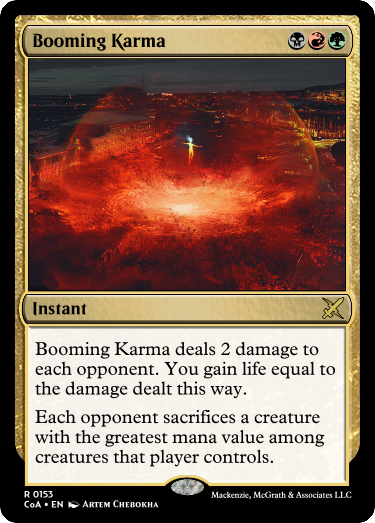 Booming Karma
Instant
Booming Karma deals 2 damage to
each opponent. You gain life equal to
the damage dealt this way.
Each opponent sacrifices a creature
with the greatest mana value among
creatures that player controls.
R 0153
CoA • EN Artem Chebokha
Mackenzie, McGrath & Associates LLC